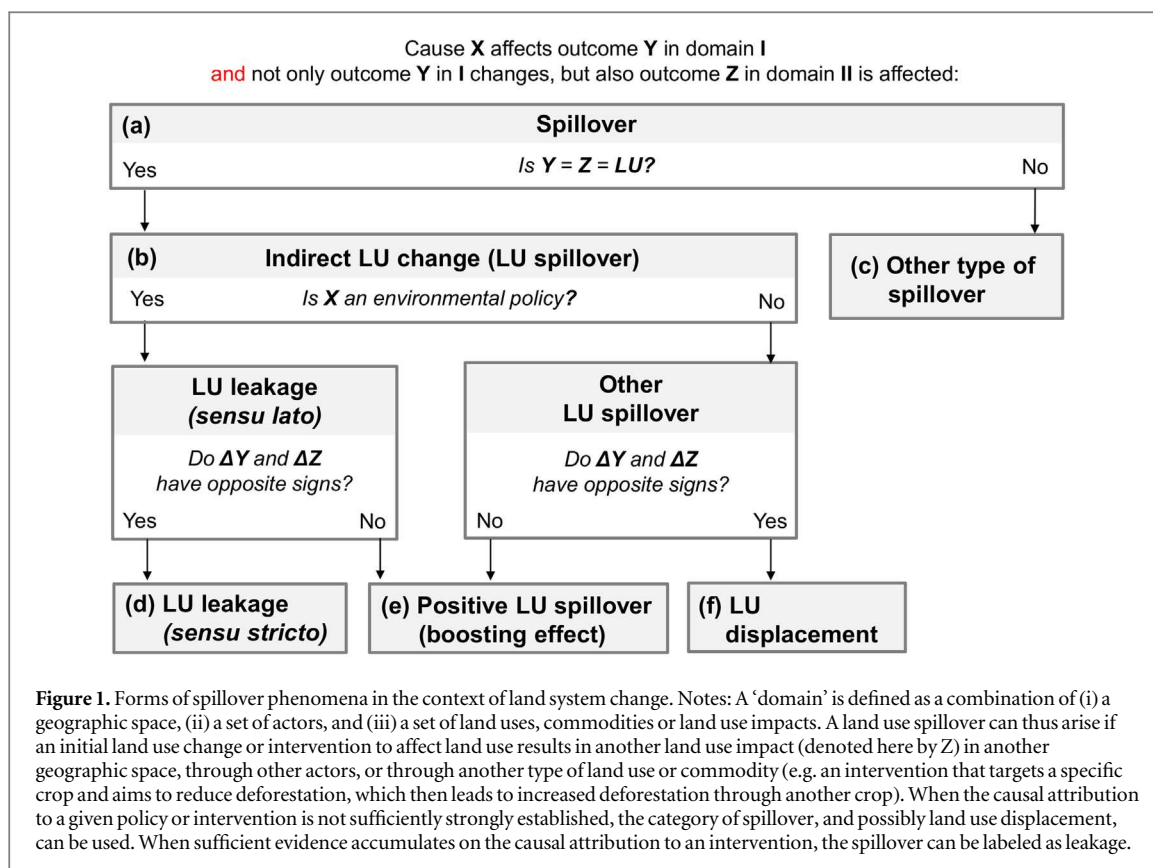 Cause X affects outcome Y in domain I
and not only outcome Y in I changes, but also outcome Z in domain II is affected:
(a) Spillover
Yes Is Y = Z = LU? No
(b) Indirect LU change (LU spillover)
Yes Is X an environmental policy? No
(c) Other type of
spillover
LU leakage
(sensu lato)
Do ΔY and ΔZ
have opposite signs?
Yes No
Other
LU spillover
Do ΔY and ΔZ
have opposite signs?
No Yes
(d) LU leakage
(sensu stricto)
(e) Positive LU spillover
(boosting effect)
(f) LU
displacement
Figure 1. Forms of spillover phenomena in the context of land system change. Notes: A ‘domain’ is defined as a combination of (i) a
geographic space, (ii) a set of actors, and (iii) a set of land uses, commodities or land use impacts. A land use spillover can thus arise if
an initial land use change or intervention to affect land use results in another land use impact (denoted here by Z) in another
geographic space, through other actors, or through another type of land use or commodity (e.g. an intervention that targets a specific
crop and aims to reduce deforestation, which then leads to increased deforestation through another crop). When the causal attribution
to a given policy or intervention is not sufficiently strongly established, the category of spillover, and possibly land use displacement,
can be used. When sufficient evidence accumulates on the causal attribution to an intervention, the spillover can be labeled as leakage.